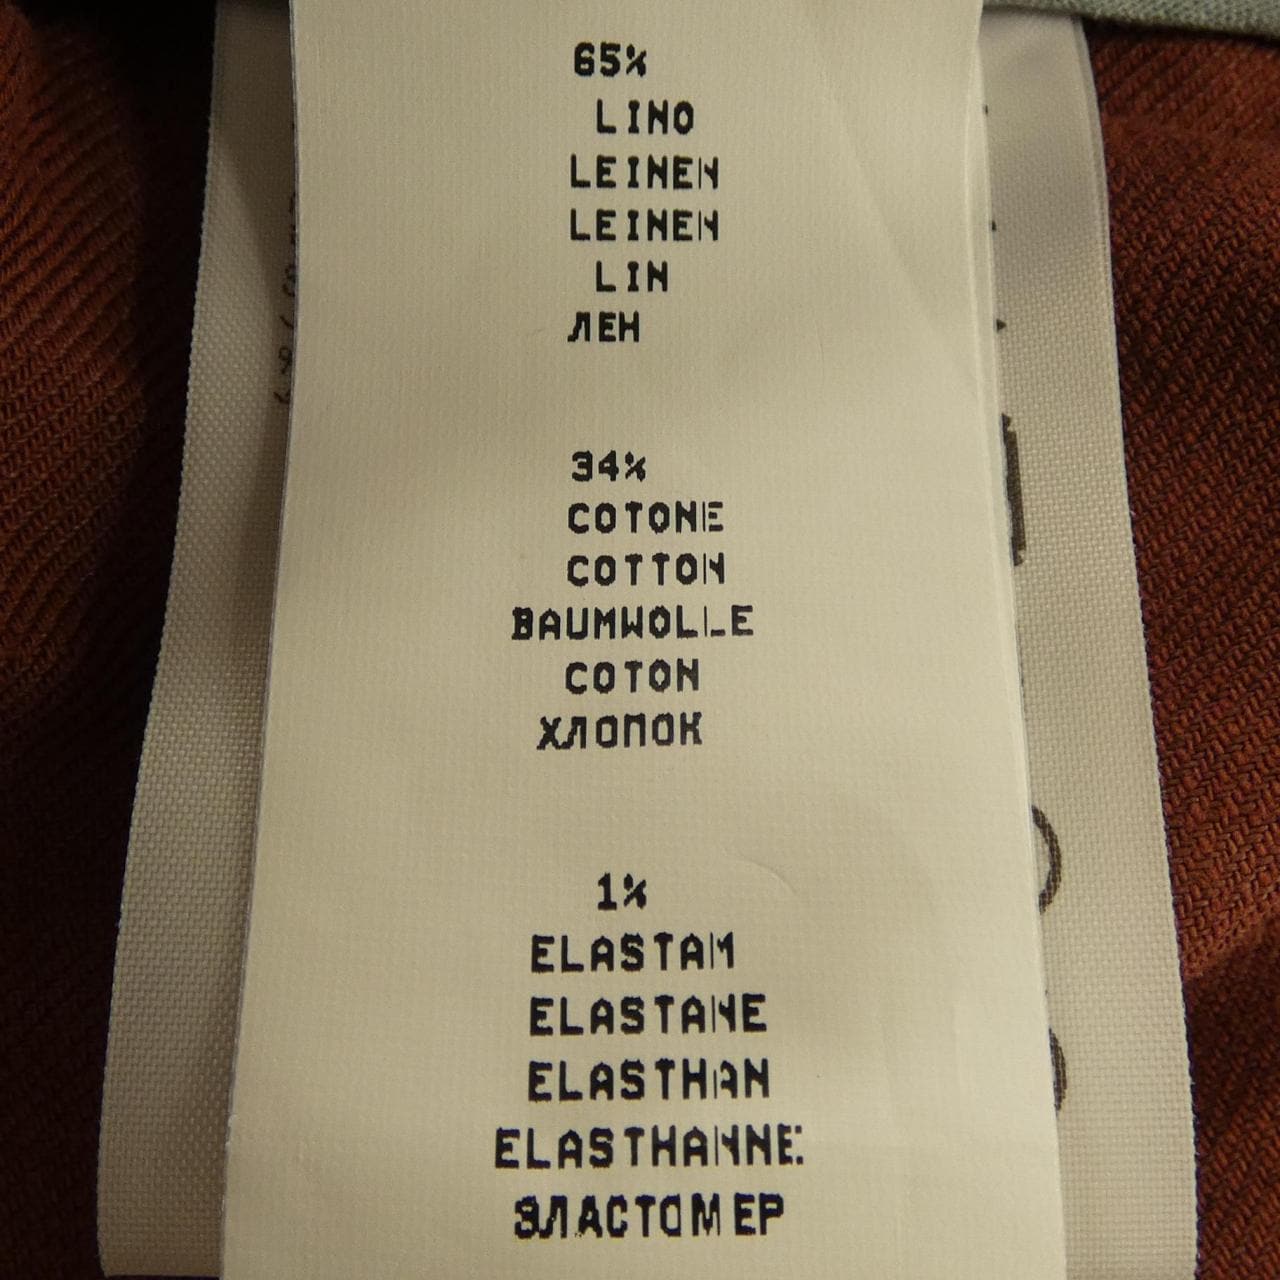 65%
LINO
LEINEN
LEINEN
LIN
ЛЕН
34%
COTONE
COTTON
BAUMWOLLE
COTON
ХЛОПОК
1%
ELASTAM
ELASTANE
ELASTHAN
ELASTHANNE:
ЭЛАСТОМЕР